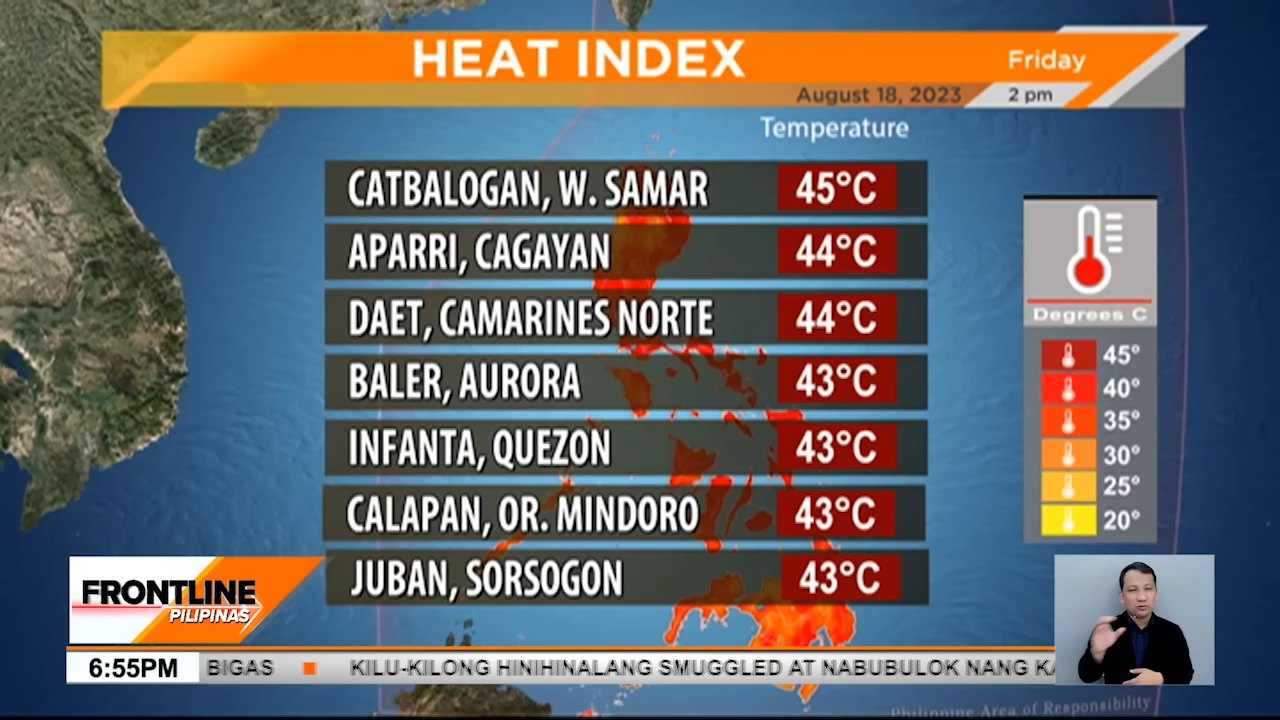 HEAT INDEX
Friday
August 18, 2023
2 pm
Temperature
CATBALOGAN, W. SAMAR 45°C
APARRI, CAGAYAN 44°C
DAET, CAMARINES NORTE 44°C
BALER, AURORA 43°C
INFANTA, QUEZON 43°C
CALAPAN, OR. MINDORO 43°C
JUBAN, SORSOGON 43°C
Degrees C
45°
40°
35°
30°
25°
20°
FRONTLINE
PILIPINAS
6:55PM BIGAS ■ KILU-KILONG HINIHINALANG SMUGGLED AT NABUBULOK NANG
Philippine Area of Responsibility